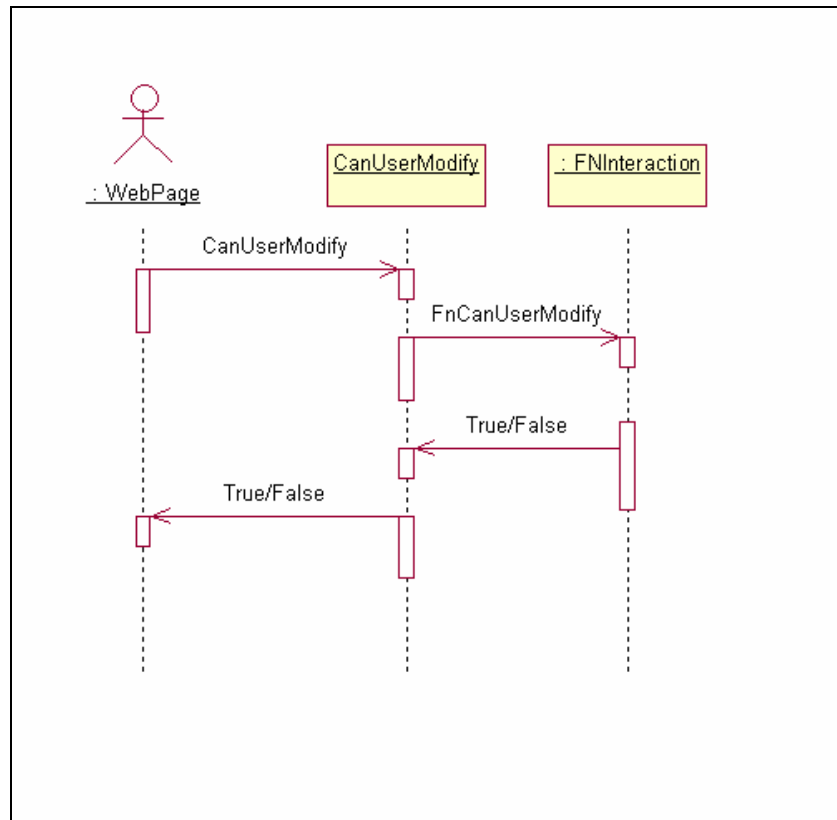 CanUserModify
: FNInteraction
: WebPage
CanUserModify
FnCanUserModify
True/False
True/False